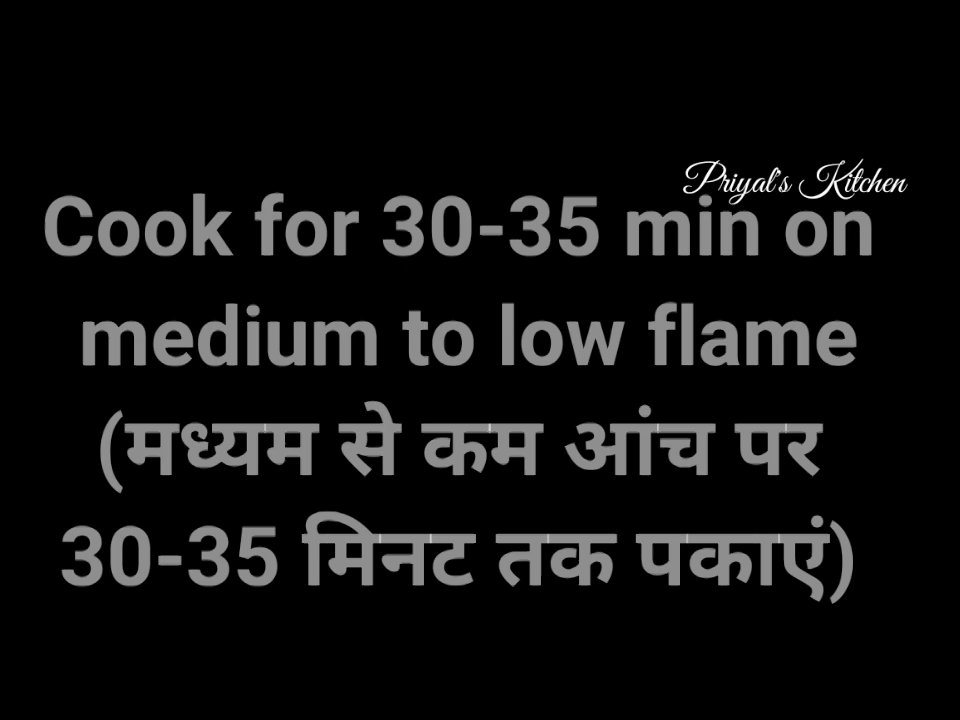 Priyal's Kitchen
Cook for 30-35 min on
medium to low flame
(मध्यम से कम आंच पर
30-35 मिनट तक पकाएं)